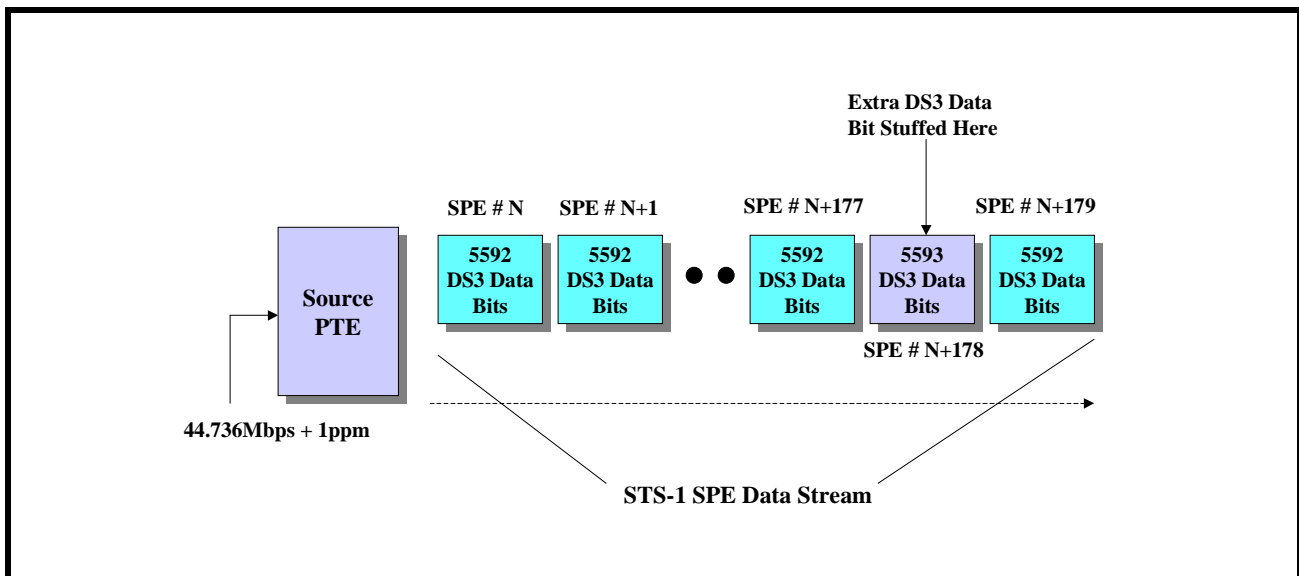 Extra DS3 Data
Bit Stuffed Here
SPE # N
SPE # N+1
SPE # N+177
SPE # N+179
Source
PTE
5592
DS3 Data
Bits
5592
DS3 Data
Bits
5592
DS3 Data
Bits
5593
DS3 Data
Bits
5592
DS3 Data
Bits
SPE # N+178
44.736Mbps + 1ppm
STS-1 SPE Data Stream